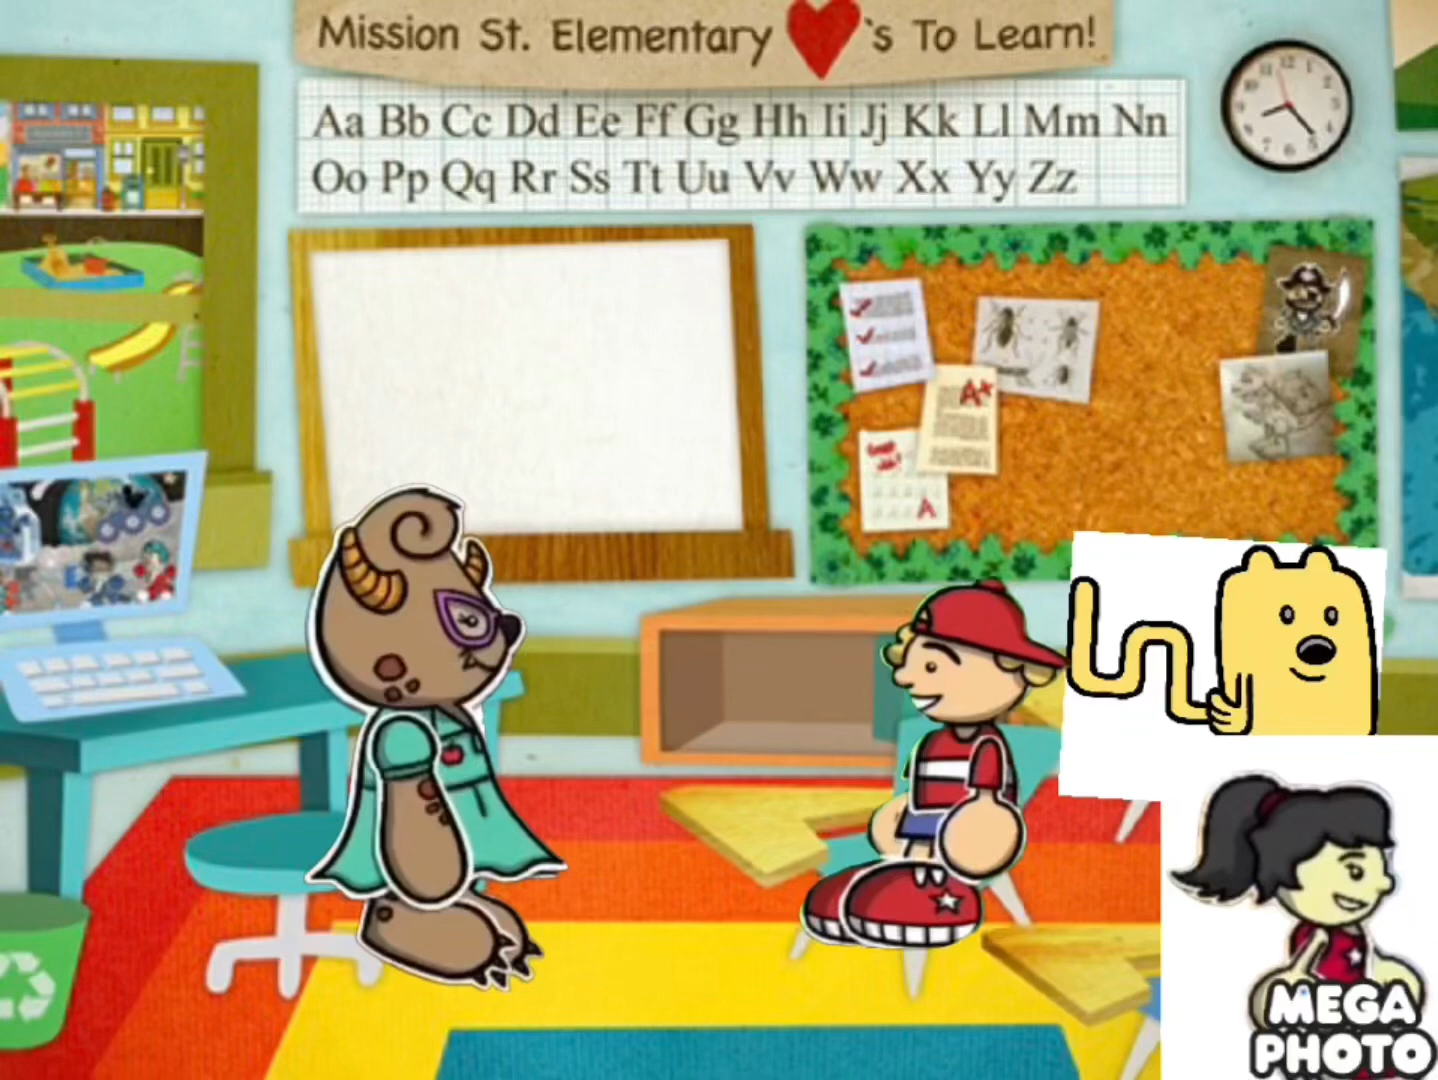 Mission St. Elementary ❤'s To Learn!
Aa Bb Cc Dd Ee Ff Gg Hh Ii Jj Kk Ll Mm Nn
Oo Pp Qq Rr Ss Tt Uu Vv Ww Xx Yy Zz
A+
A
MEGA
PHOTO